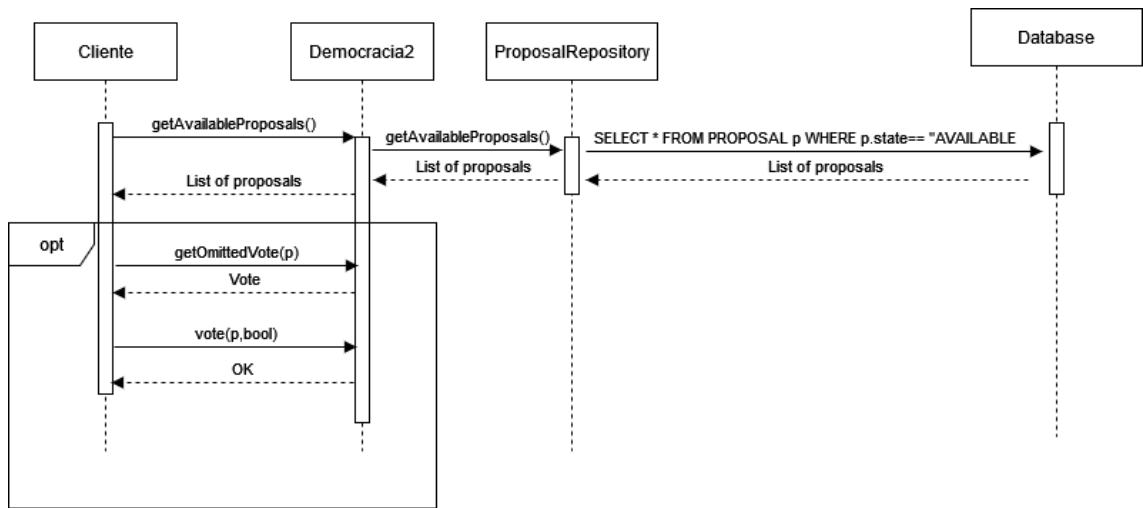 Cliente
Democracia2
ProposalRepository
Database
getAvailableProposals()
getAvailableProposals()
SELECT * FROM PROPOSAL p WHERE p.state== "AVAILABLE
List of proposals
List of proposals
List of proposals
opt
getOmittedVote(p)
Vote
vote(p,bool)
OK